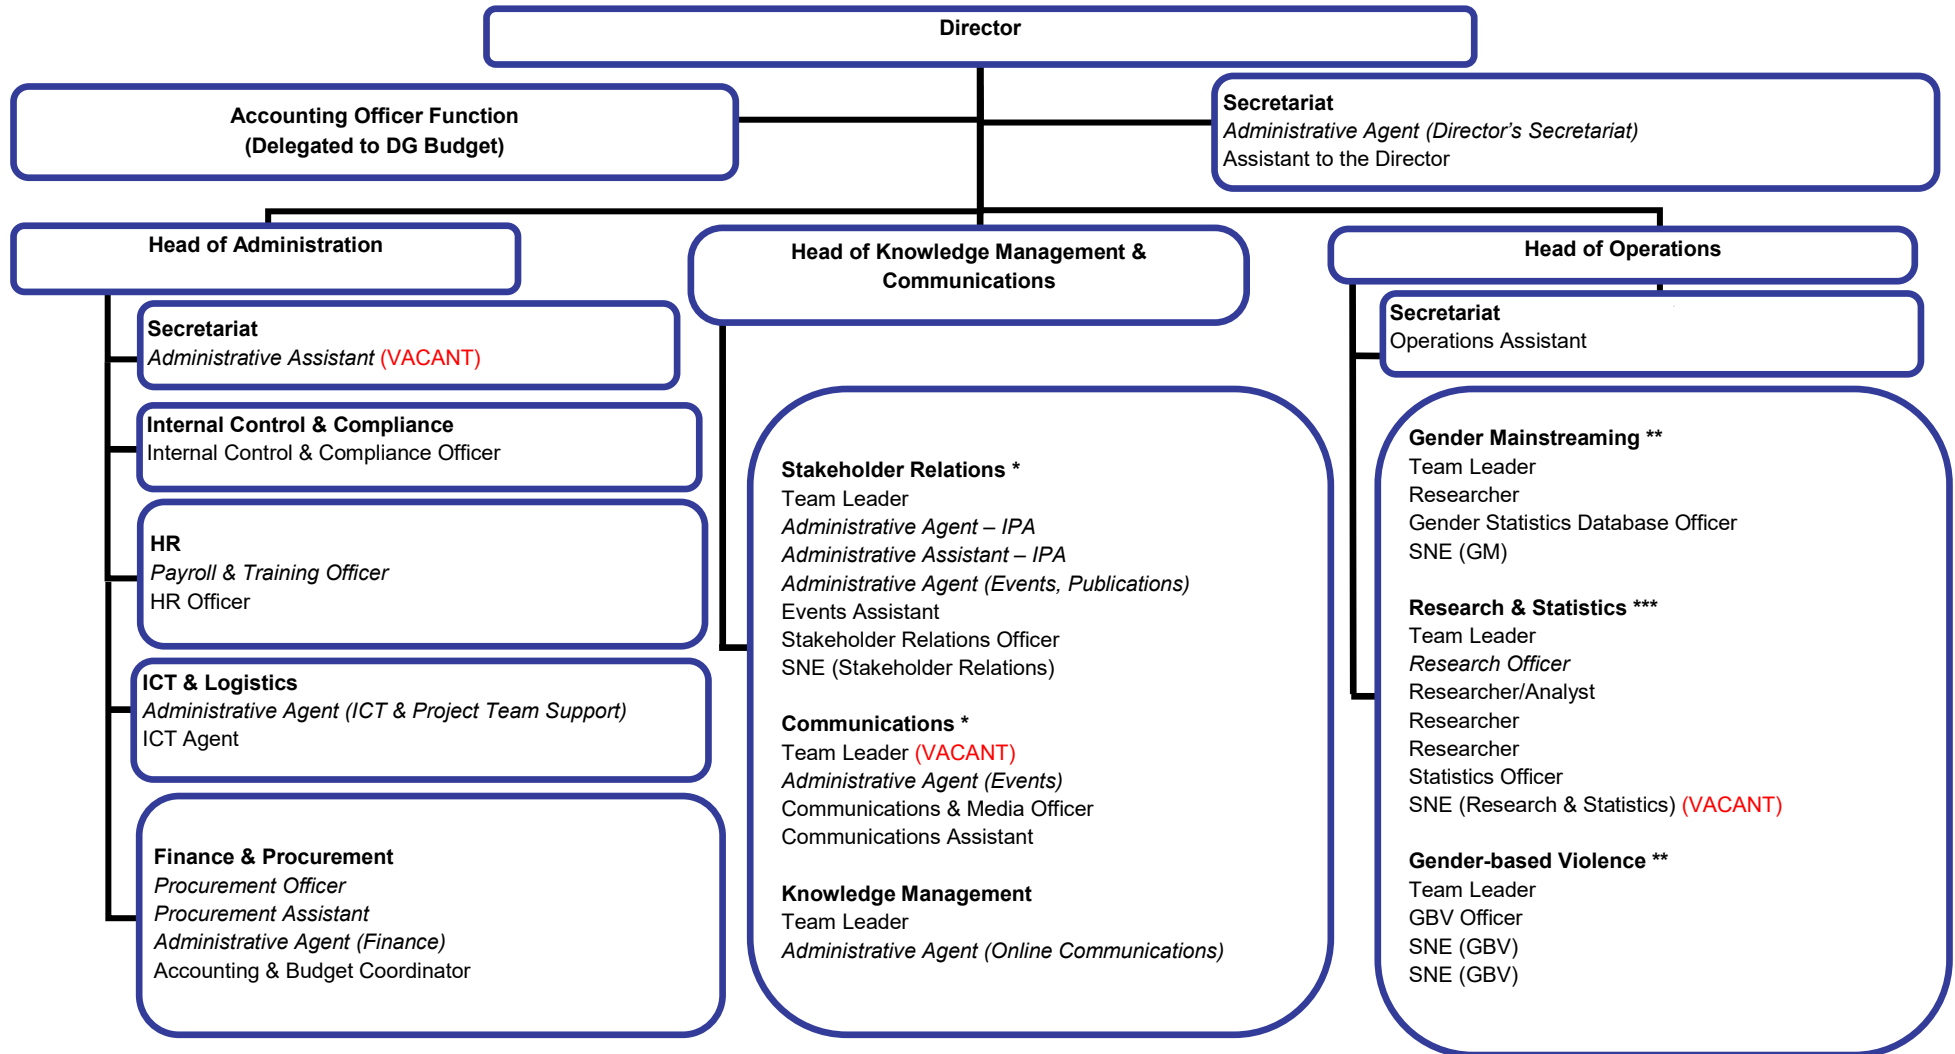 Director
Accounting Officer Function
(Delegated to DG Budget)
Secretariat
Administrative Agent (Director’s Secretariat)
Assistant to the Director
Head of Administration
Secretariat
Administrative Assistant (VACANT)
Internal Control & Compliance
Internal Control & Compliance Officer
HR
Payroll & Training Officer
HR Officer
ICT & Logistics
Administrative Agent (ICT & Project Team Support)
ICT Agent
Finance & Procurement
Procurement Officer
Procurement Assistant
Administrative Agent (Finance)
Accounting & Budget Coordinator
Head of Knowledge Management &
Communications
Stakeholder Relations *
Team Leader
Administrative Agent – IPA
Administrative Assistant – IPA
Administrative Agent (Events, Publications)
Events Assistant
Stakeholder Relations Officer
SNE (Stakeholder Relations)
Communications *
Team Leader (VACANT)
Administrative Agent (Events)
Communications & Media Officer
Communications Assistant
Knowledge Management
Team Leader
Administrative Agent (Online Communications)
Head of Operations
Secretariat
Operations Assistant
Gender Mainstreaming **
Team Leader
Researcher
Gender Statistics Database Officer
SNE (GM)
Research & Statistics ***
Team Leader
Research Officer
Researcher/Analyst
Researcher
Researcher
Statistics Officer
SNE (Research & Statistics) (VACANT)
Gender-based Violence **
Team Leader
GBV Officer
SNE (GBV)
SNE (GBV)